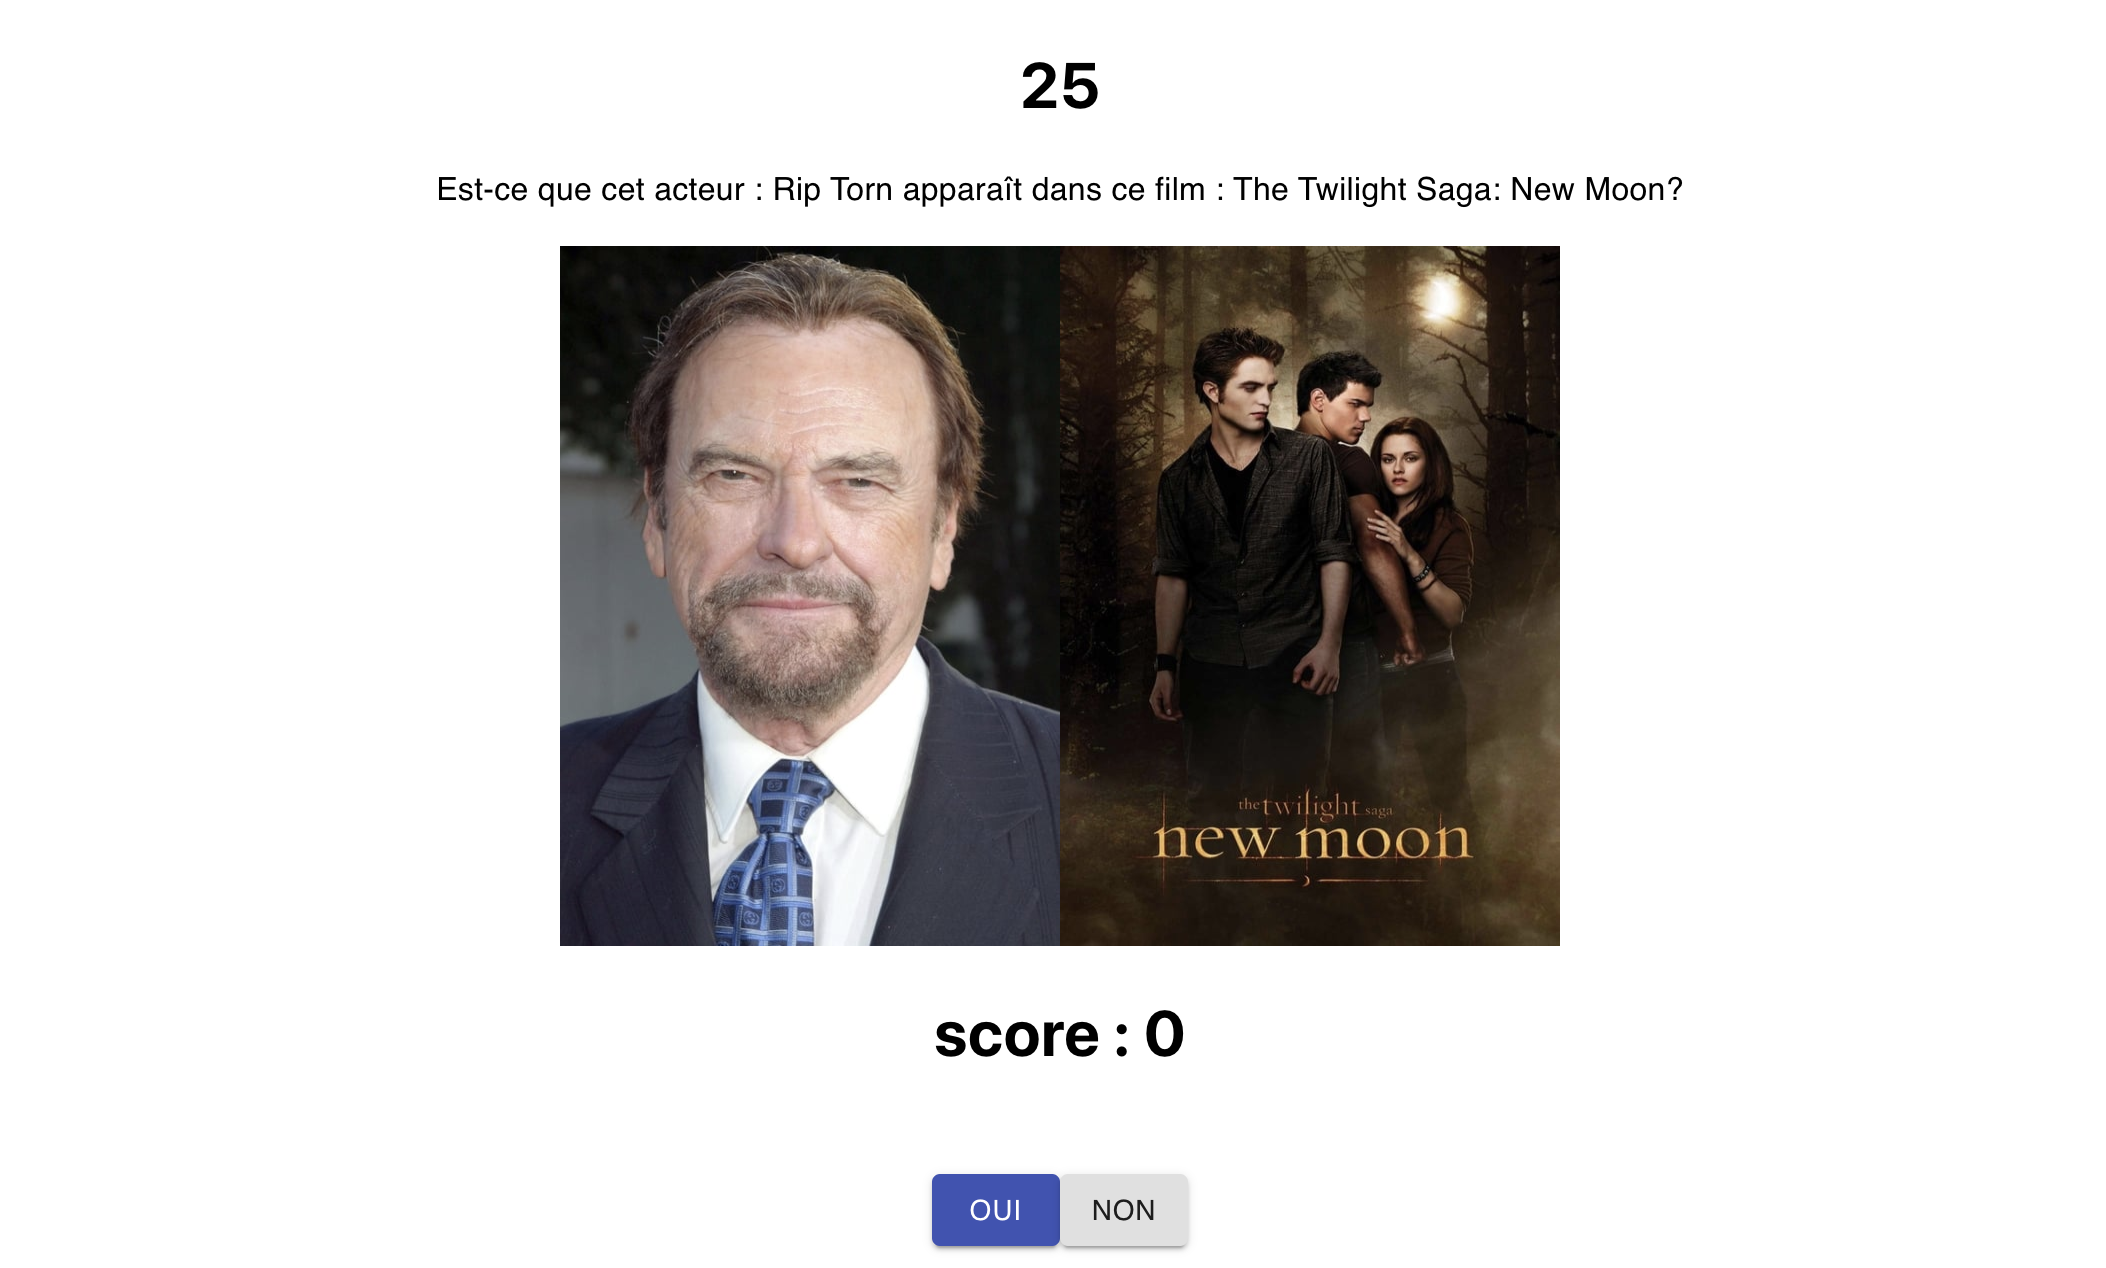 25
Est-ce que cet acteur : Rip Torn apparaît dans ce film : The Twilight Saga: New Moon?
the twilight saga
new moon
score : 0
OUI NON